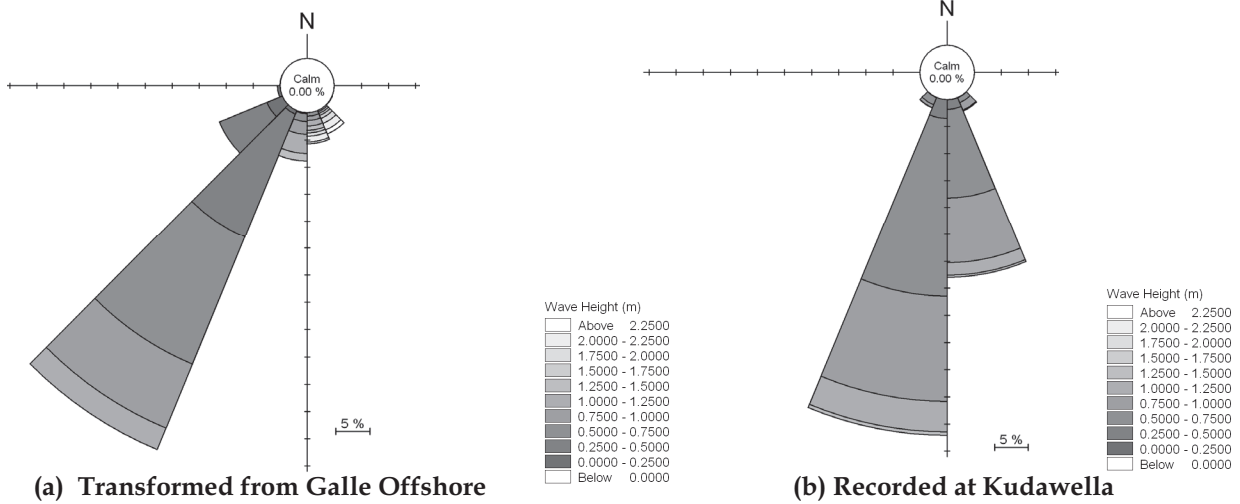 N
Calm
0.00 %
5 %
Wave Height (m)
Above 2.2500
2.0000 - 2.2500
1.7500 - 2.0000
1.5000 - 1.7500
1.2500 - 1.5000
1.0000 - 1.2500
0.7500 - 1.0000
0.5000 - 0.7500
0.2500 - 0.5000
0.0000 - 0.2500
Below 0.0000
(a) Transformed from Galle Offshore
N
Calm
0.00 %
5 %
Wave Height (m)
Above 2.2500
2.0000 - 2.2500
1.7500 - 2.0000
1.5000 - 1.7500
1.2500 - 1.5000
1.0000 - 1.2500
0.7500 - 1.0000
0.5000 - 0.7500
0.2500 - 0.5000
0.0000 - 0.2500
Below 0.0000
(b) Recorded at Kudawella